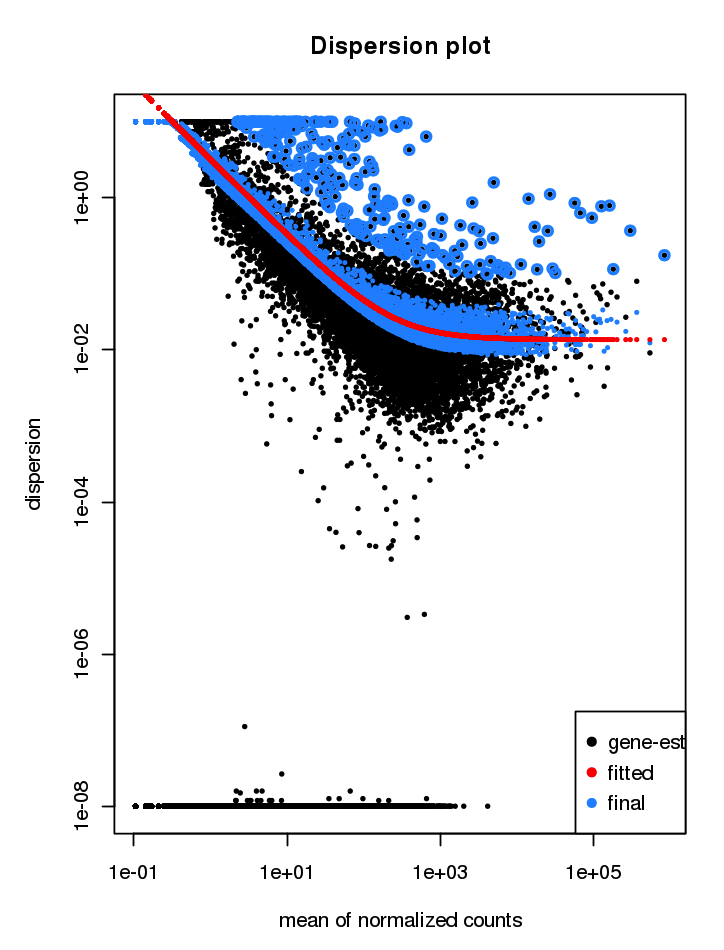 Dispersion plot
dispersion
1e+00
1e-02
1e-04
1e-06
1e-08
gene-est
fitted
final
1e-01
1e+01
1e+03
1e+05
mean of normalized counts